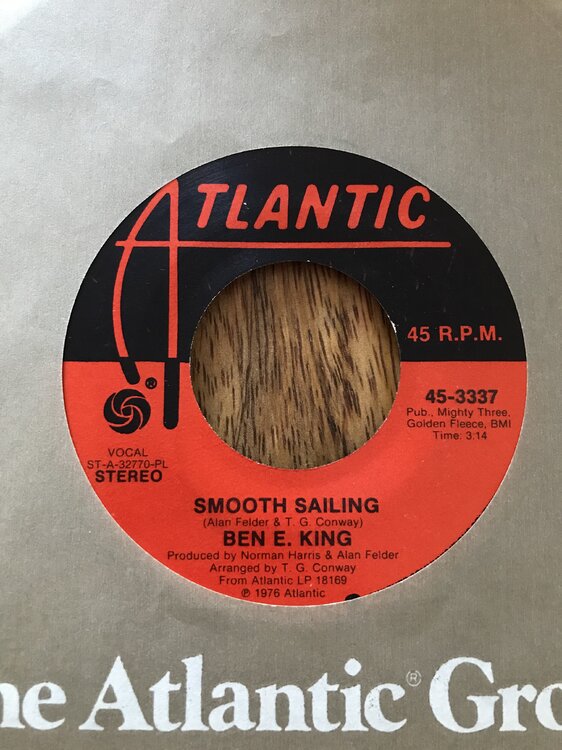 ATLANTIC
45 R.P.M.
®
45-3337
Pub., Mighty Three,
Golden Fleece, BMI
Time: 3:14
VOCAL
ST-A-32770-PL
STEREO
SMOOTH SAILING
(Alan Felder & T. G. Conway)
BEN E. KING
Produced by Norman Harris & Alan Felder
Arranged by T. G. Conway
From Atlantic LP 18169
℗ 1976 Atlantic
he Atlantic® Gro